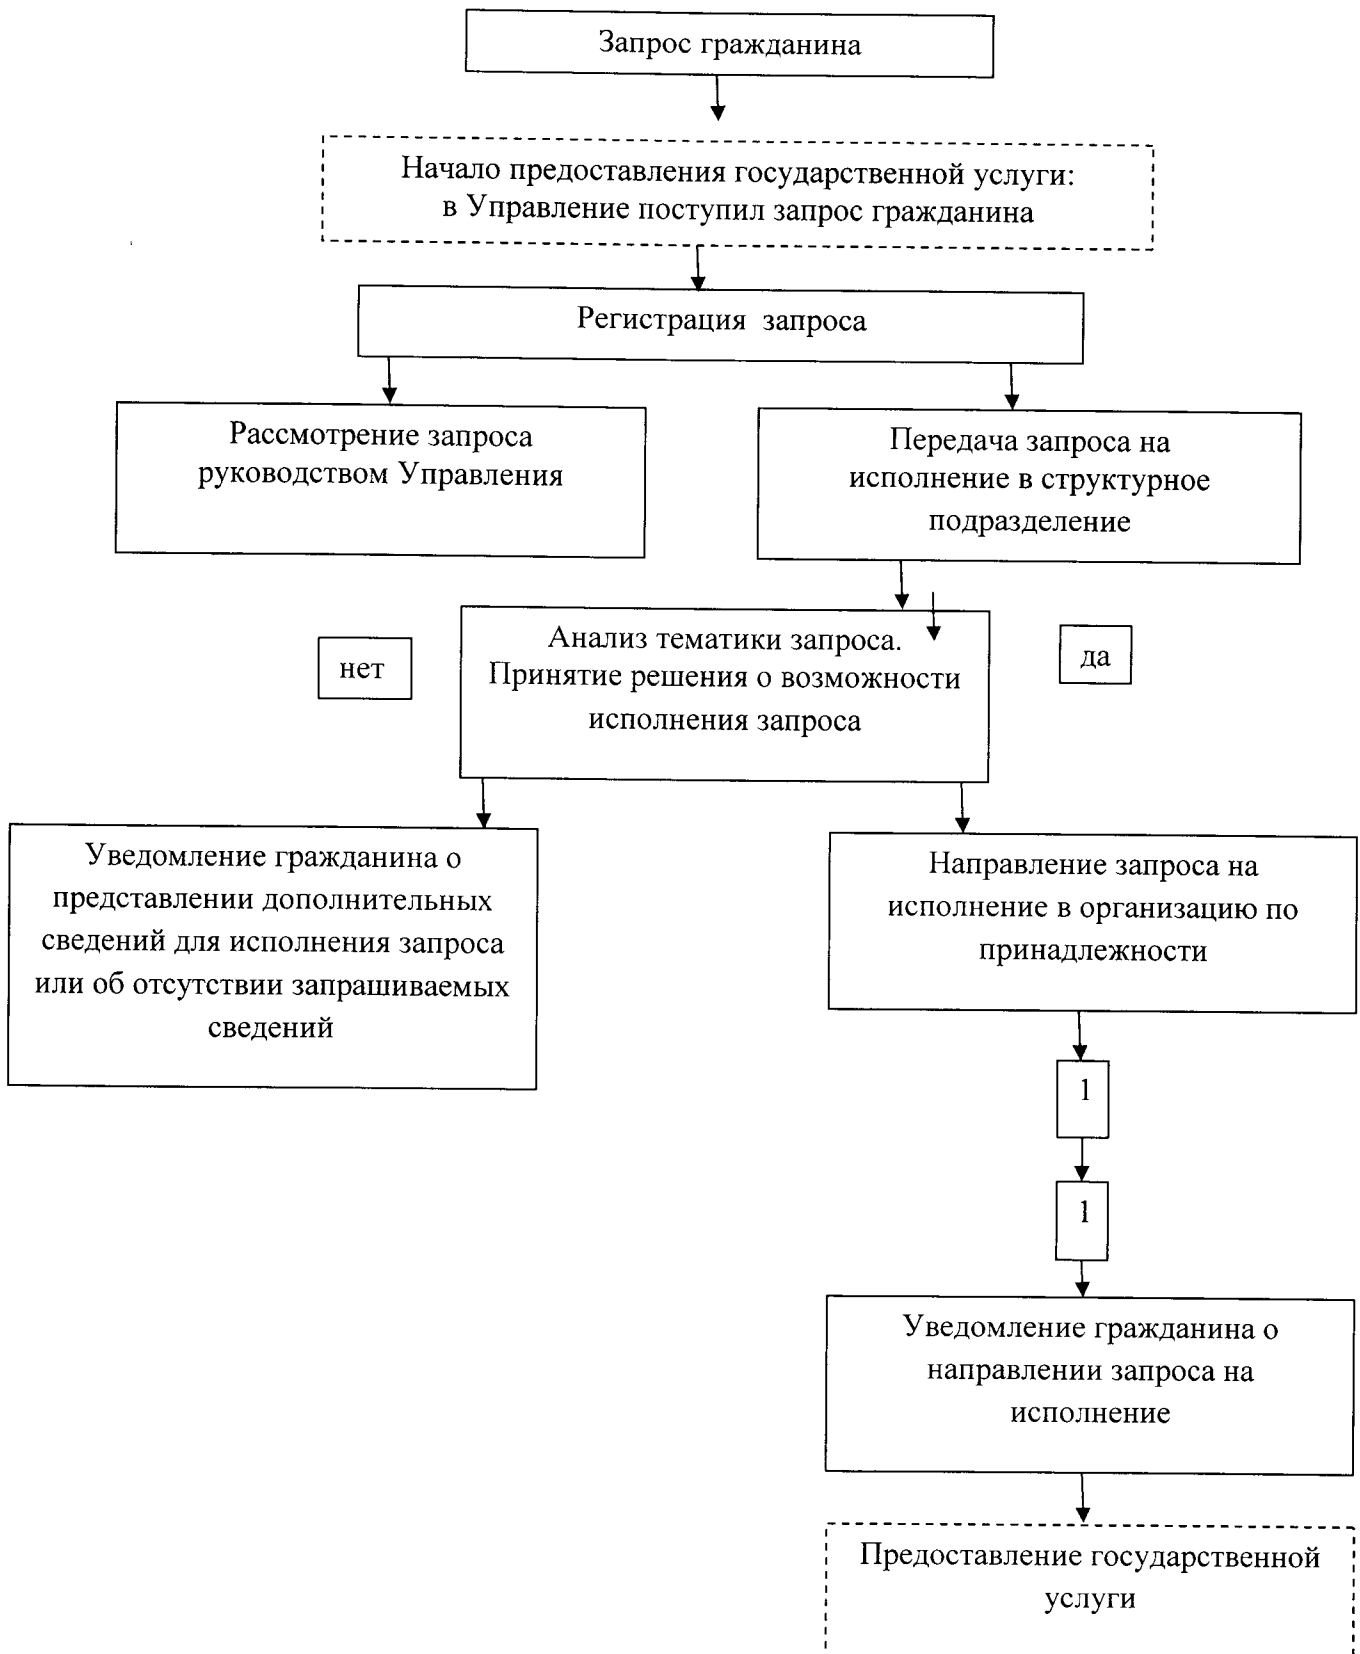 Запрос гражданина
Начало предоставления государственной услуги:
в Управление поступил запрос гражданина
Регистрация запроса
Рассмотрение запроса
руководством Управления
Передача запроса на
исполнение в структурное
подразделение
нет
Анализ тематики запроса.
Принятие решения о возможности
исполнения запроса
да
Уведомление гражданина о
представлении дополнительных
сведений для исполнения запроса
или об отсутствии запрашиваемых
сведений
Направление запроса на
исполнение в организацию по
принадлежности
1
1
Уведомление гражданина о
направлении запроса на
исполнение
Предоставление государственной
услуги